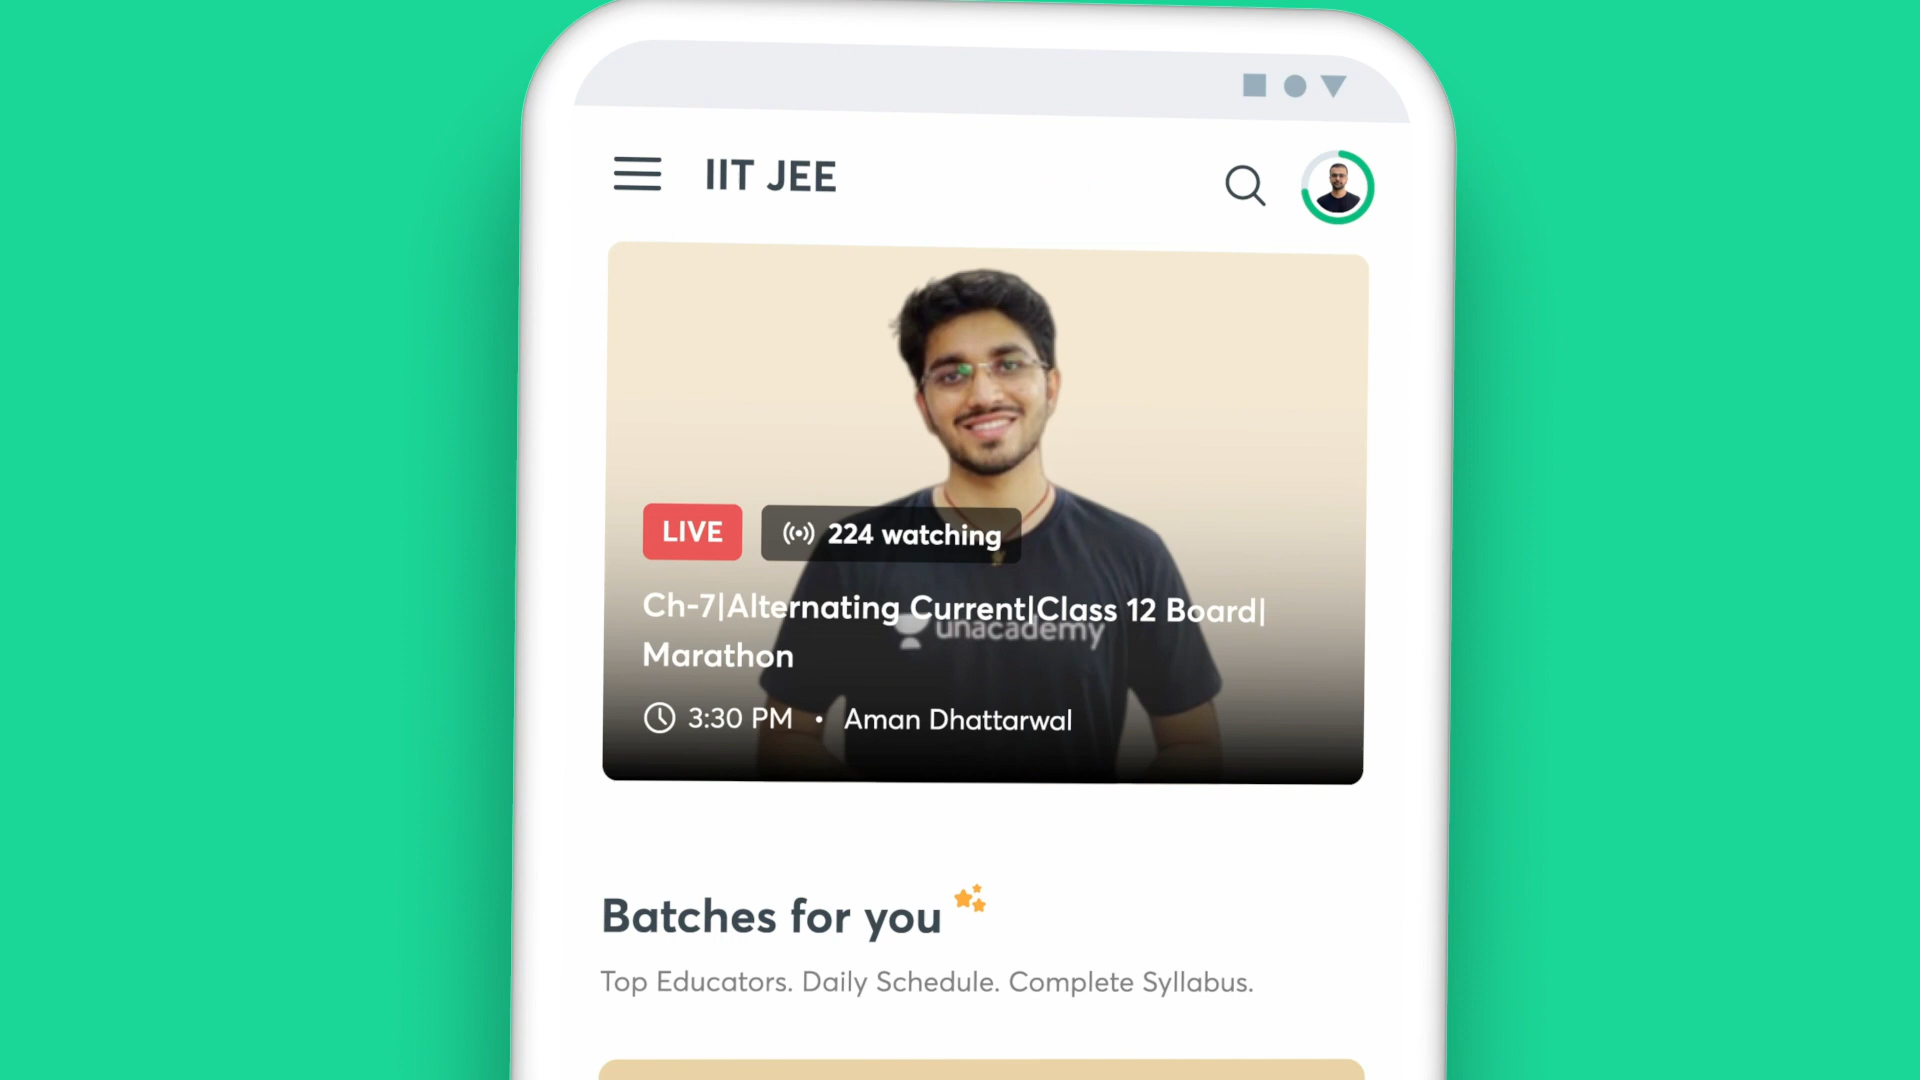 IIT JEE
LIVE
224 watching
Ch-7|Alternating Current|Class 12 Board|
Marathon
unacademy
3:30 PM • Aman Dhattarwal
Batches for you
Top Educators. Daily Schedule. Complete Syllabus.